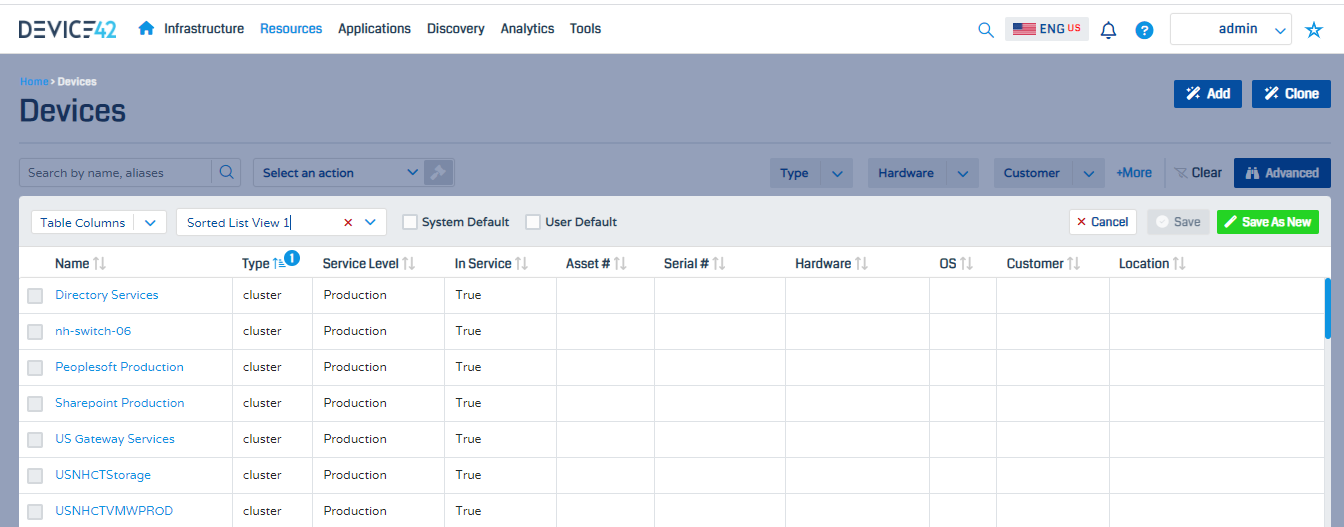 DEVICE42 Infrastructure Resources Applications Discovery Analytics Tools ENG US ? admin
Home › Devices
Devices
Add Clone
Search by name, aliases Select an action Type Hardware Customer +More Clear Advanced
Table Columns Sorted List View 1 System Default User Default Cancel Save Save As New
Name Type 1 Service Level In Service Asset # Serial # Hardware OS Customer Location
Directory Services cluster Production True
nh-switch-06 cluster Production True
Peoplesoft Production cluster Production True
Sharepoint Production cluster Production True
US Gateway Services cluster Production True
USNHCTStorage cluster Production True
USNHCTVMWPROD cluster Production True